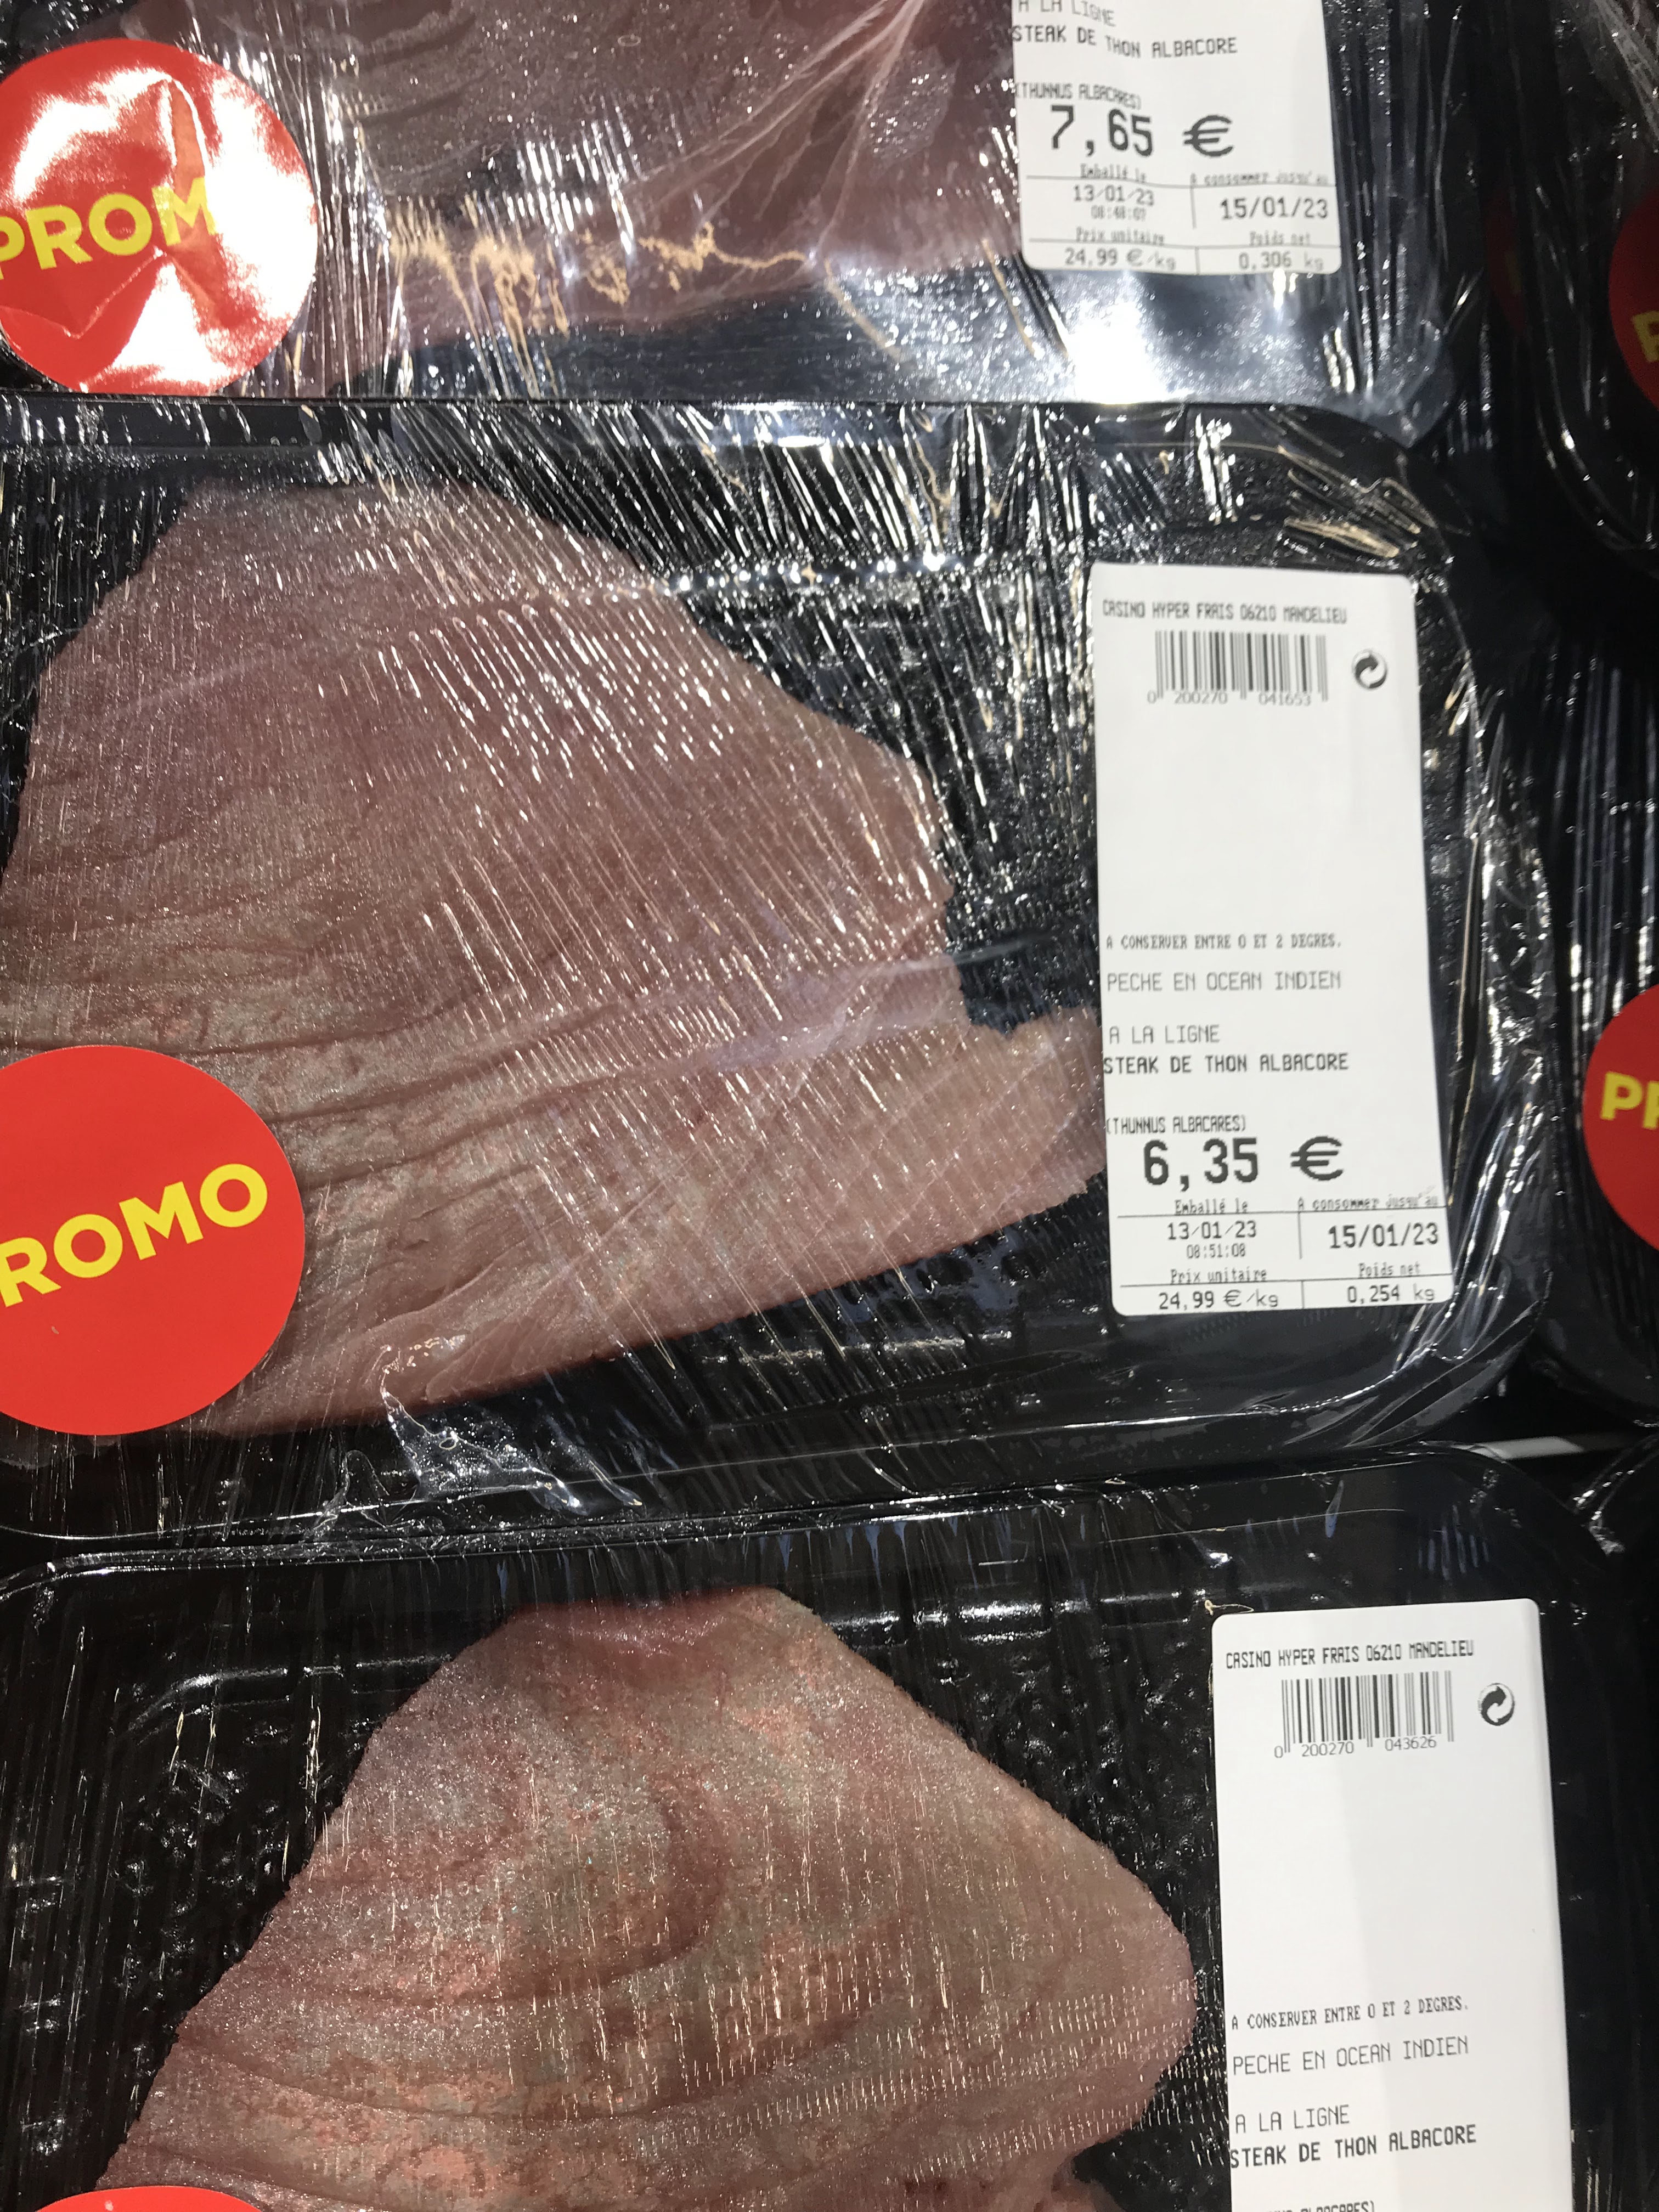 A LA LIGNE
STEAK DE THON ALBACORE
(THUNNUS ALBACARES)
7,65 €
Emballé le
A consommer jusqu'au
13/01/23
08:48:07
15/01/23
Prix unitaire
Poids net
24,99 €/kg
0,306 kg
PROM
CASINO HYPER FRAIS 06210 MANDELIEU
0 200270 041653
A CONSERVER ENTRE 0 ET 2 DEGRES.
PECHE EN OCEAN INDIEN
A LA LIGNE
STEAK DE THON ALBACORE
(THUNNUS ALBACARES)
6,35 €
Emballé le
A consommer jusqu'au
13/01/23
08:51:08
15/01/23
Prix unitaire
Poids net
24,99 €/kg
0,254 kg
ROMO
P
PR
CASINO HYPER FRAIS 06210 MANDELIEU
0 200270 043626
A CONSERVER ENTRE 0 ET 2 DEGRES.
PECHE EN OCEAN INDIEN
A LA LIGNE
STEAK DE THON ALBACORE